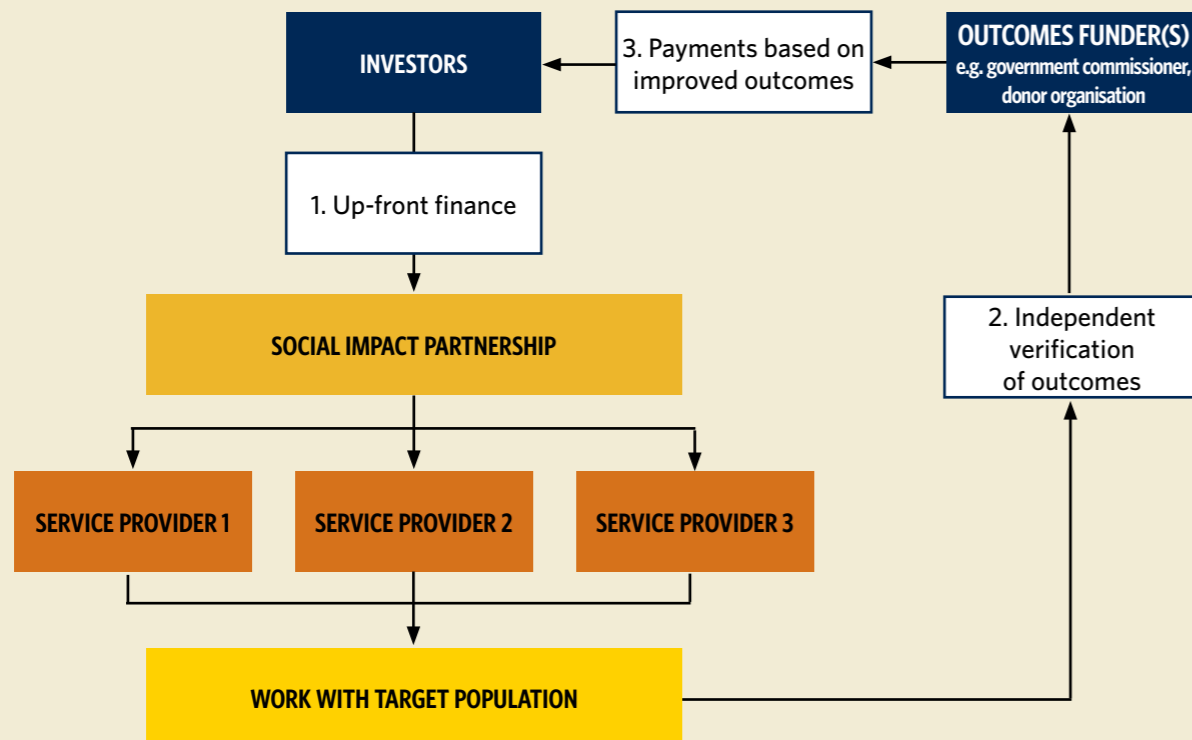 INVESTORS
3. Payments based on
improved outcomes
OUTCOMES FUNDER(S)
e.g. government commissioner,
donor organisation
1. Up-front finance
SOCIAL IMPACT PARTNERSHIP
2. Independent
verification
of outcomes
SERVICE PROVIDER 1
SERVICE PROVIDER 2
SERVICE PROVIDER 3
WORK WITH TARGET POPULATION